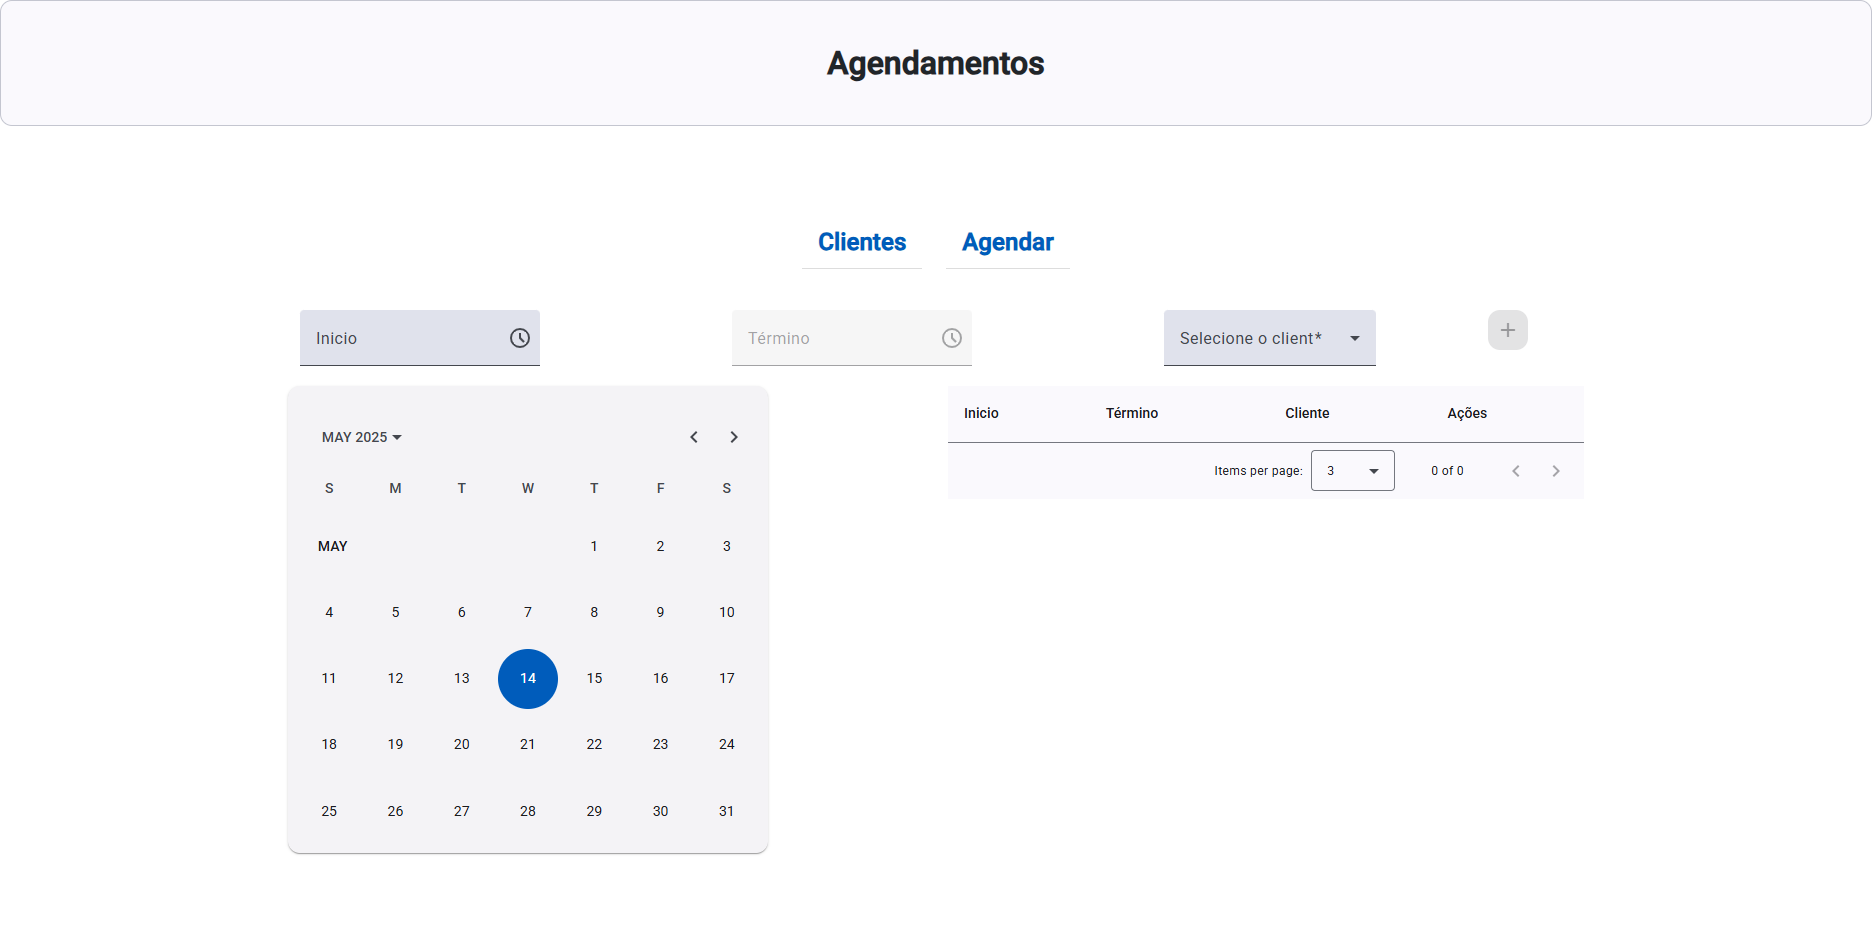 Agendamentos
Clientes Agendar
Inicio Término Selecione o client*
MAY 2025
S M T W T F S
MAY 1 2 3
4 5 6 7 8 9 10
11 12 13 14 15 16 17
18 19 20 21 22 23 24
25 26 27 28 29 30 31
Inicio Término Cliente Ações
Items per page: 3 0 of 0